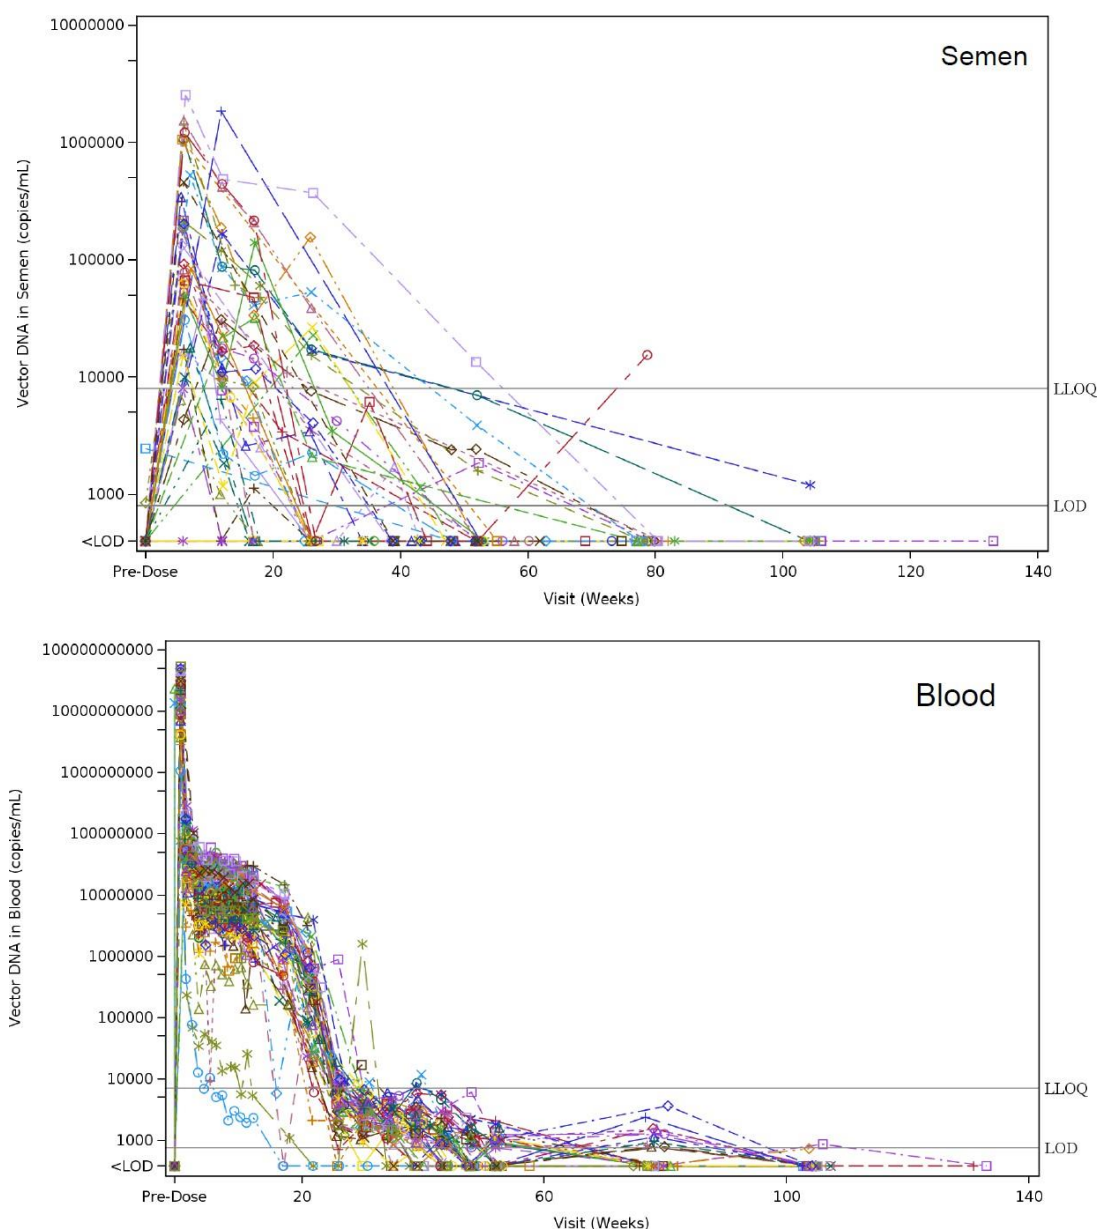 10000000
Semen
1000000
Vector DNA in Semen (copies/mL)
100000
10000
LLOQ
1000
LOD
<LOD
Pre-Dose 20 40 60 80 100 120 140
Visit (Weeks)
100000000000
Blood
10000000000
1000000000
100000000
Vector DNA in Blood (copies/mL)
10000000
1000000
100000
10000
LLOQ
1000
LOD
<LOD
Pre-Dose 20 60 100 140
Visit (Weeks)